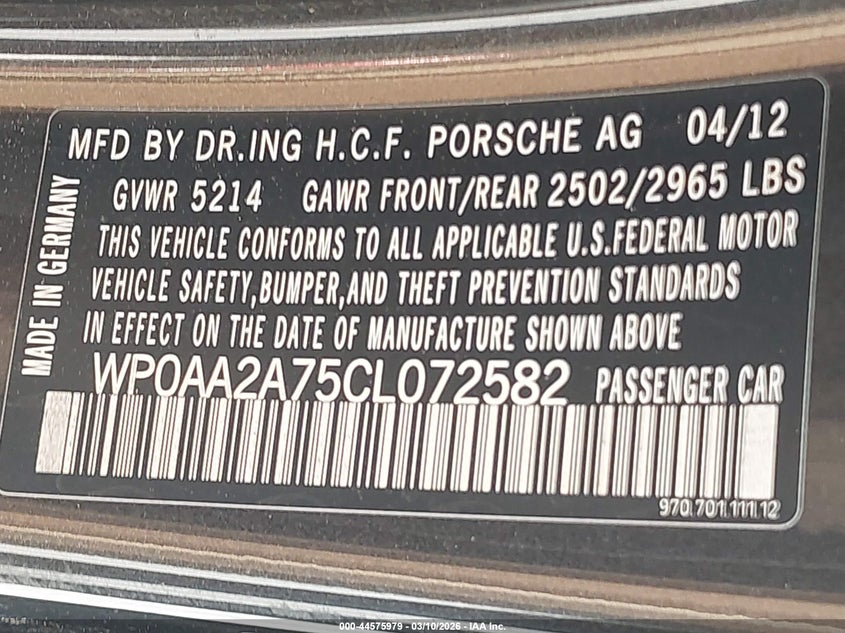 MFD BY DR.ING H.C.F. PORSCHE AG 04/12
GVWR 5214 GAWR FRONT/REAR 2502/2965 LBS
THIS VEHICLE CONFORMS TO ALL APPLICABLE U.S.FEDERAL MOTOR
VEHICLE SAFETY,BUMPER,AND THEFT PREVENTION STANDARDS
IN EFFECT ON THE DATE OF MANUFACTURE SHOWN ABOVE
WP0AA2A75CL072582 PASSENGER CAR
MADE IN GERMANY
970.701.111.12
000-44575979 - 03/10/2026 - IAA Inc.